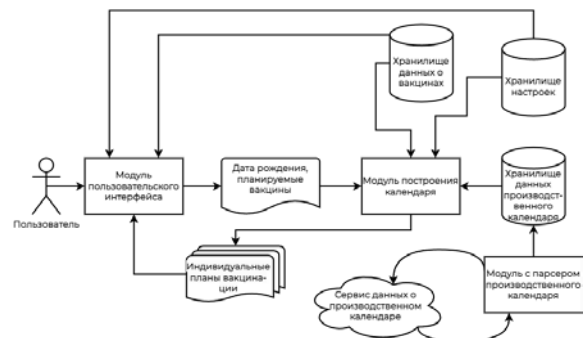 Хранилище
данных о
вакцинах
Хранилище
настроек
Пользователь
Модуль
пользовательского
интерфейса
Дата рождения,
планируемые
вакцины
Модуль построения
календаря
Хранилище
данных
производст-
венного
календаря
Индивидуальные
планы вакцина-
ции
Сервис данных о
производственном
календаре
Модуль с парсером
производственного
календаря